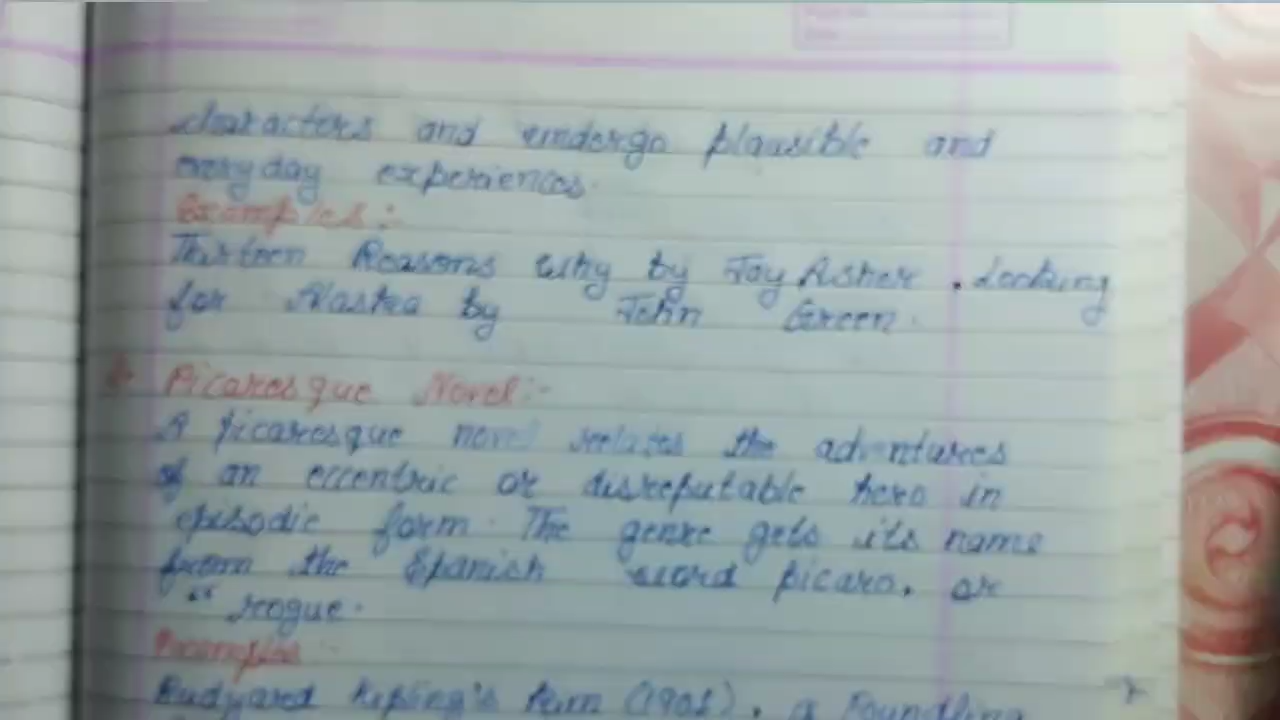 characters and undergo plausible and
everyday experiences.
Examples:
Thirteen Reasons Why by Jay Asher . Looking
for Alaska by John Green.
Picaresque Novel:-
A picaresque novel relates the adventures
of an eccentric or disreputable hero in
episodic form. The genre gets its name
from the Spanish word picaro, or
" rogue.
Examples
Rudyard Kipling's Kim (1901), a Foundling